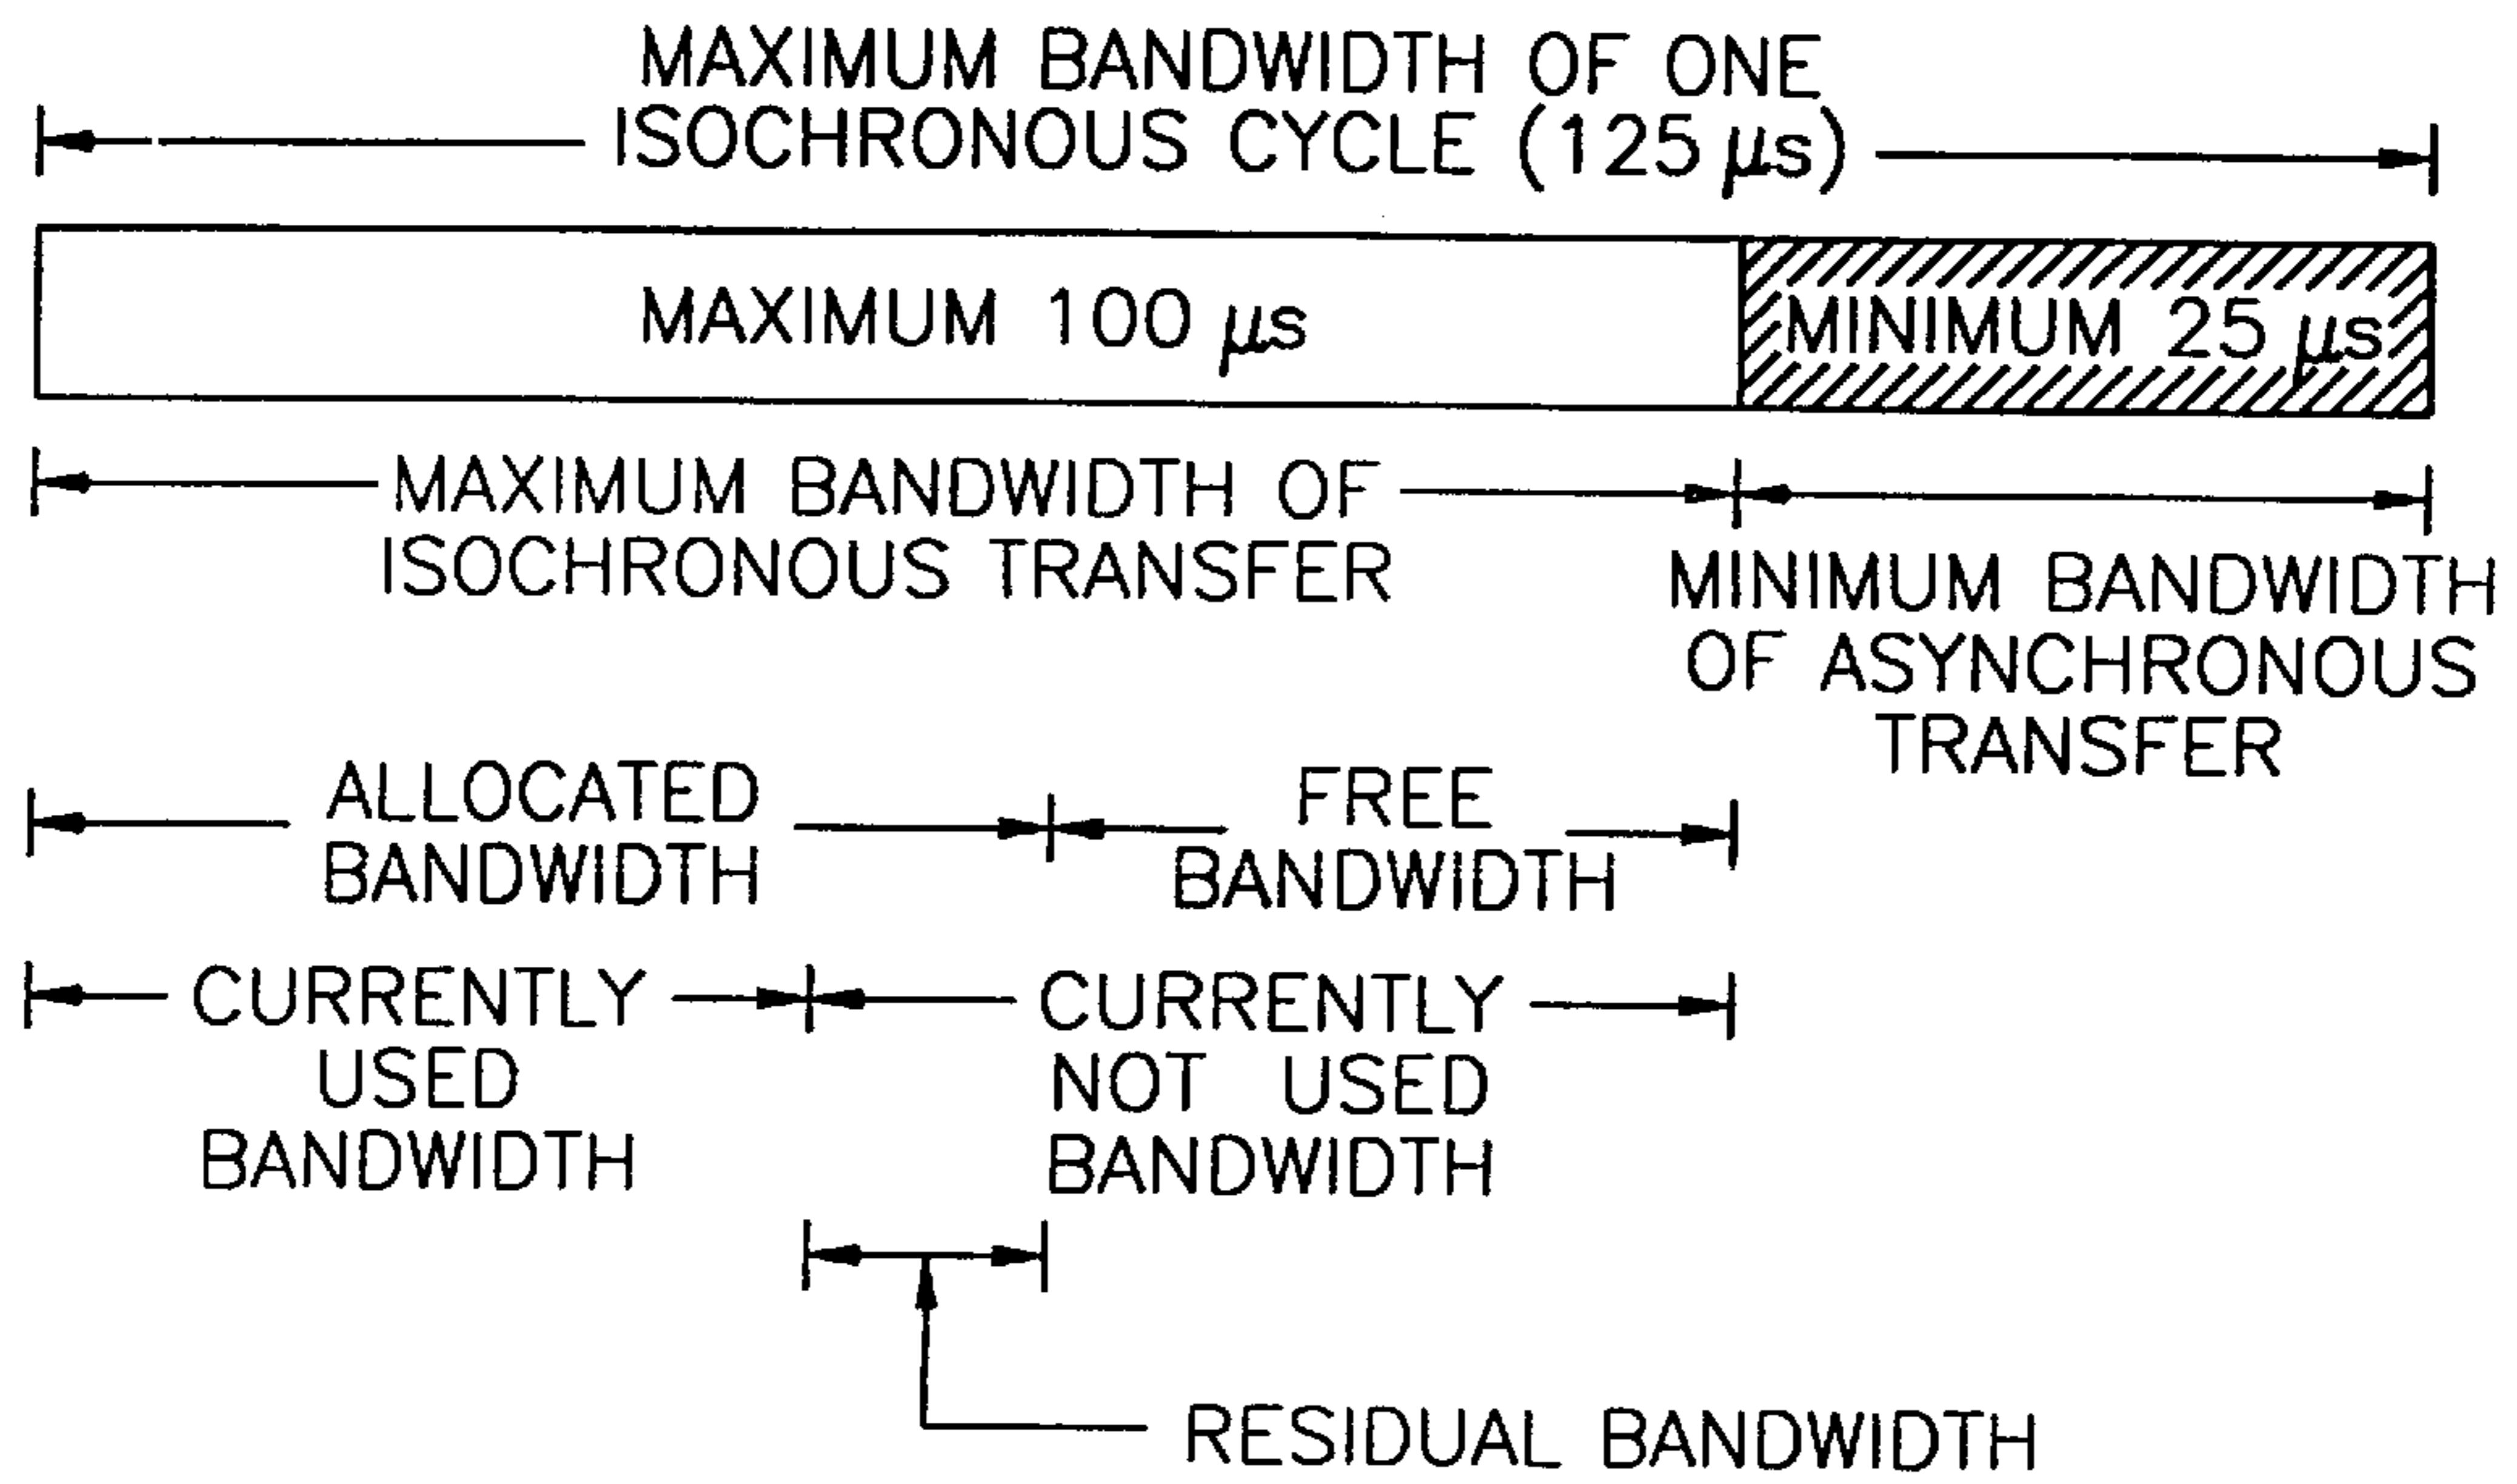 MAXIMUM BANDWIDTH OF ONE
ISOCHRONOUS CYCLE (125 μs)
MAXIMUM 100 μs
MINIMUM 25 μs
MAXIMUM BANDWIDTH OF
ISOCHRONOUS TRANSFER
MINIMUM BANDWIDTH
OF ASYNCHRONOUS
TRANSFER
ALLOCATED
BANDWIDTH
FREE
BANDWIDTH
CURRENTLY
USED
BANDWIDTH
CURRENTLY
NOT USED
BANDWIDTH
RESIDUAL BANDWIDTH